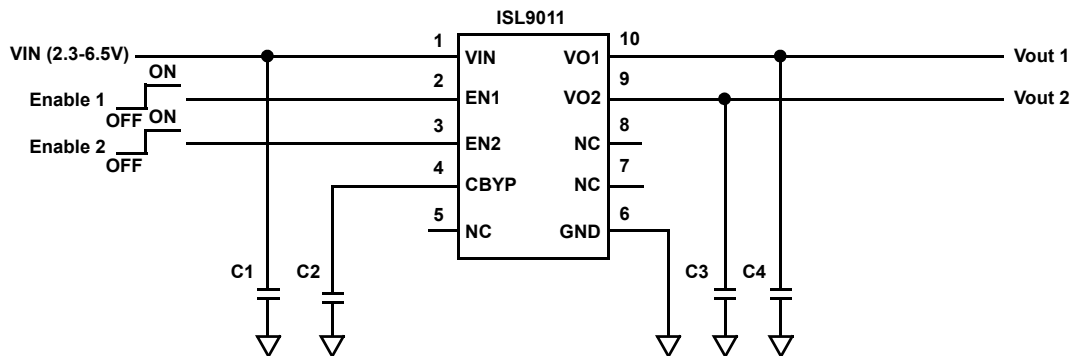 ISL9011
VIN (2.3-6.5V)
1
VIN
VO1
10
Vout 1
ON
Enable 1
OFF
2
EN1
VO2
9
Vout 2
ON
Enable 2
OFF
3
EN2
NC
8
4
CBYP
NC
7
5
NC
GND
6
C1
C2
C3
C4